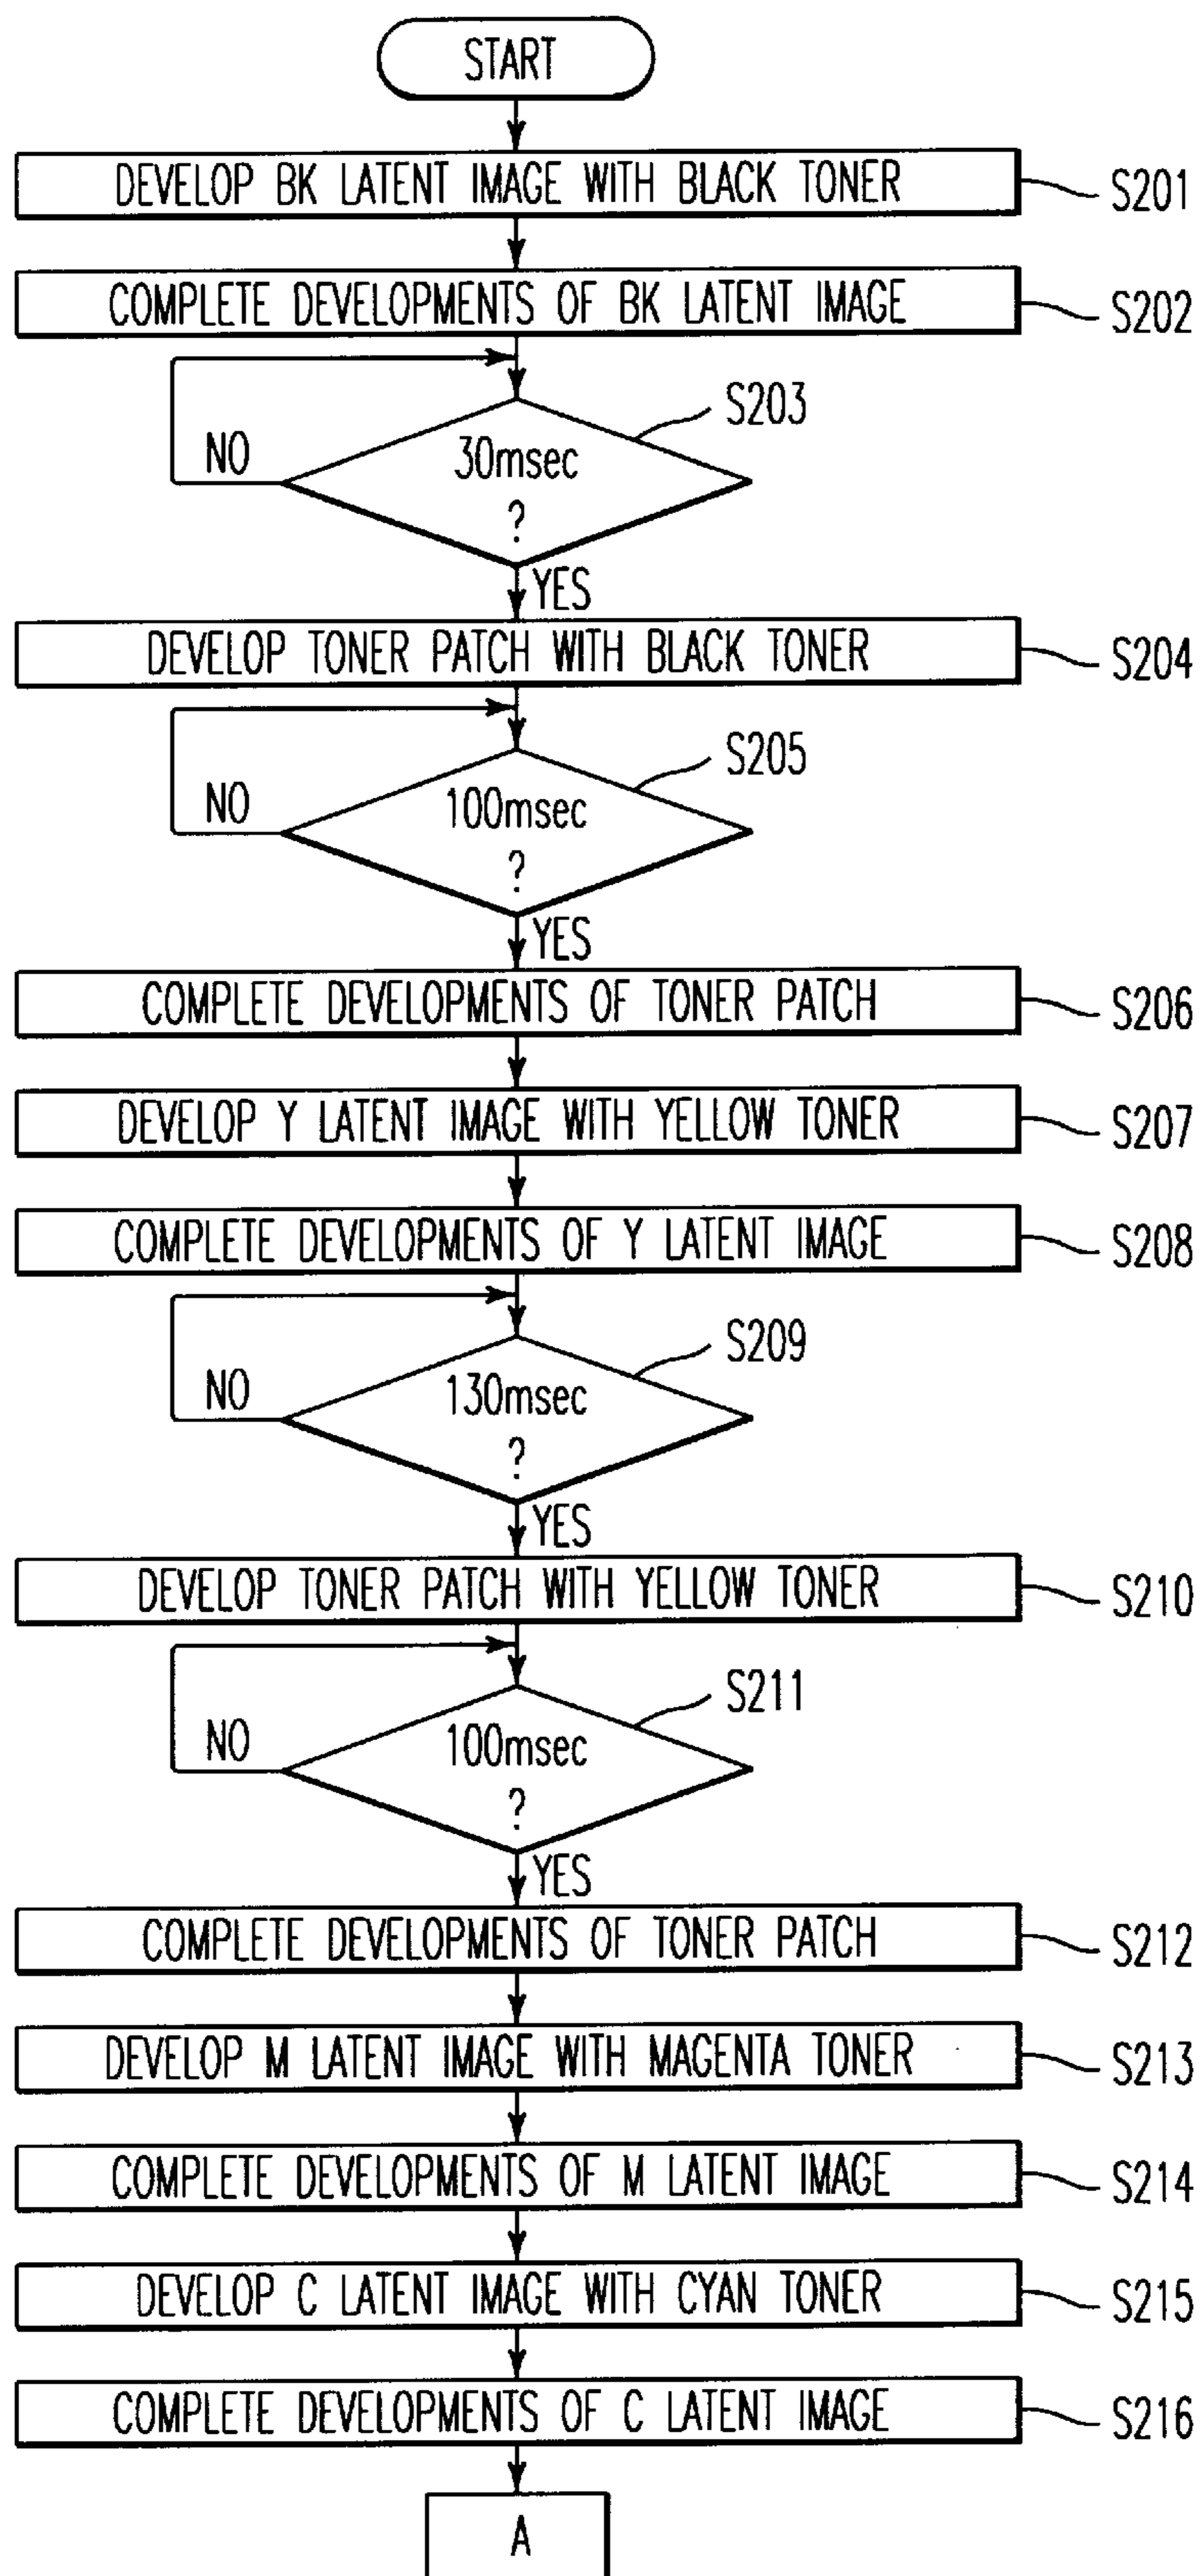 START
DEVELOP BK LATENT IMAGE WITH BLACK TONER
S201
COMPLETE DEVELOPMENTS OF BK LATENT IMAGE
S202
S203
30msec
?
NO
YES
DEVELOP TONER PATCH WITH BLACK TONER
S204
S205
100msec
?
NO
YES
COMPLETE DEVELOPMENTS OF TONER PATCH
S206
DEVELOP Y LATENT IMAGE WITH YELLOW TONER
S207
COMPLETE DEVELOPMENTS OF Y LATENT IMAGE
S208
S209
130msec
?
NO
YES
DEVELOP TONER PATCH WITH YELLOW TONER
S210
S211
100msec
?
NO
YES
COMPLETE DEVELOPMENTS OF TONER PATCH
S212
DEVELOP M LATENT IMAGE WITH MAGENTA TONER
S213
COMPLETE DEVELOPMENTS OF M LATENT IMAGE
S214
DEVELOP C LATENT IMAGE WITH CYAN TONER
S215
COMPLETE DEVELOPMENTS OF C LATENT IMAGE
S216
A